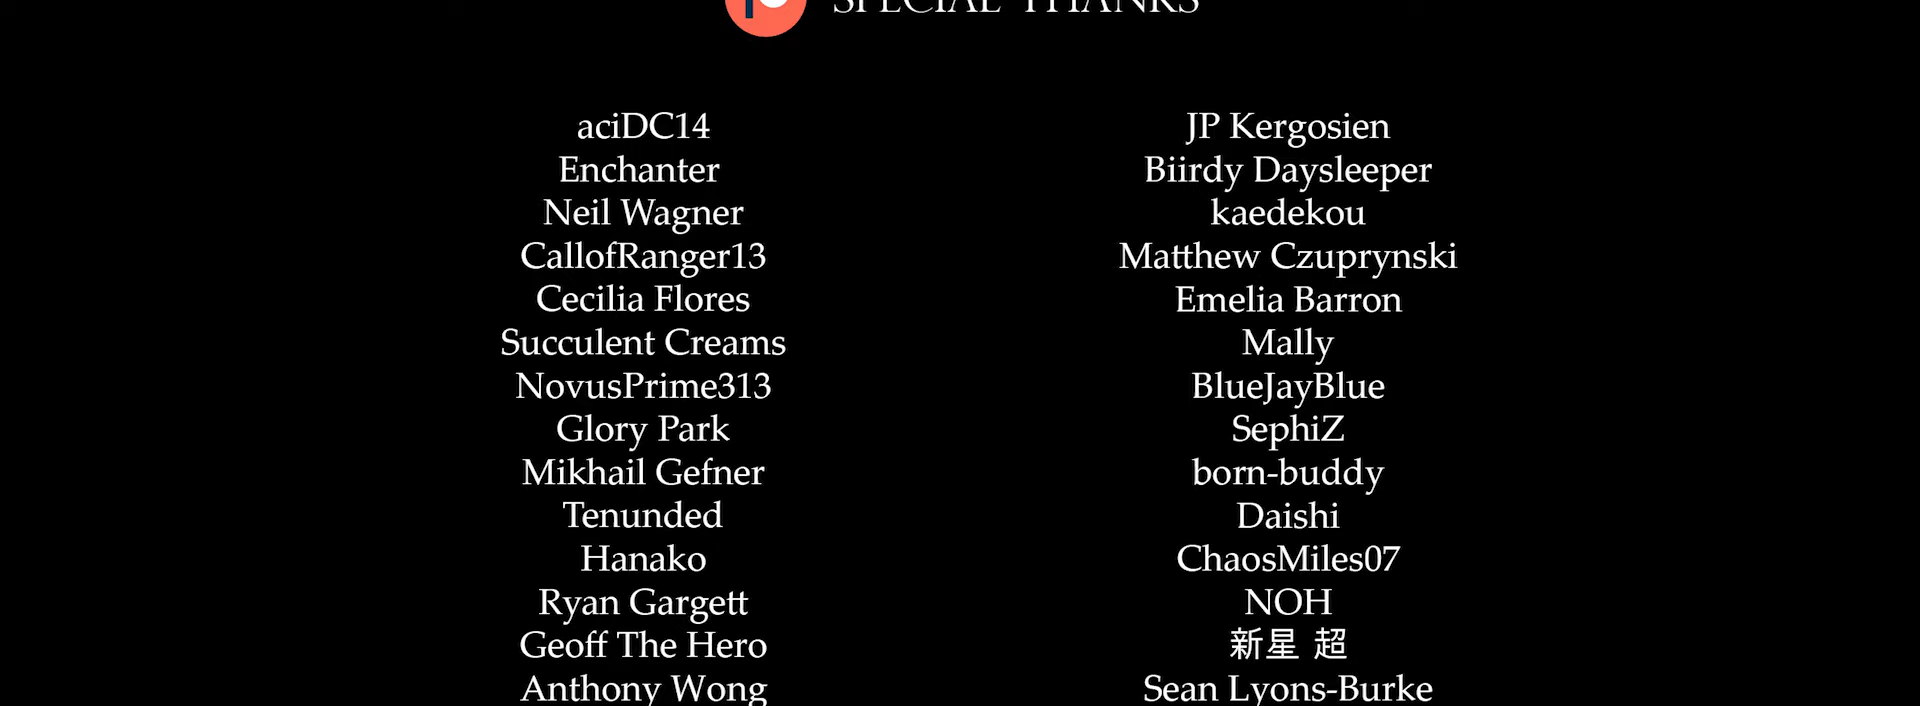 SPECIAL THANKS
aciDC14
Enchanter
Neil Wagner
CallofRanger13
Cecilia Flores
Succulent Creams
NovusPrime313
Glory Park
Mikhail Gefner
Tenunded
Hanako
Ryan Gargett
Geoff The Hero
Anthony Wong
JP Kergosien
Biirdy Daysleeper
kaedekou
Matthew Czuprynski
Emelia Barron
Mally
BlueJayBlue
SephiZ
born-buddy
Daishi
ChaosMiles07
NOH
新星 超
Sean Lyons-Burke